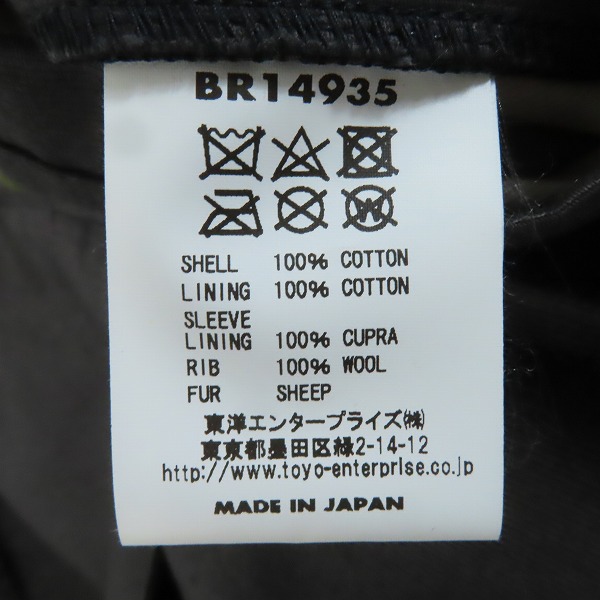 BR14935
W
SHELL 100% COTTON
LINING 100% COTTON
SLEEVE
LINING 100% CUPRA
RIB 100% WOOL
FUR SHEEP
東洋エンタープライズ㈱
東京都墨田区緑2-14-12
http://www.toyo-enterprise.co.jp
MADE IN JAPAN